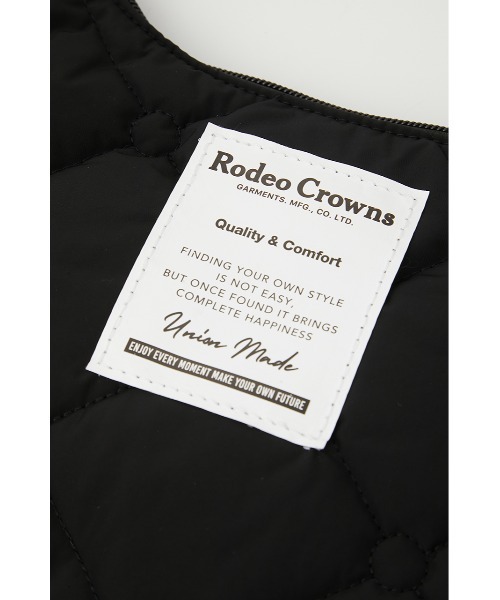 Rodeo Crowns
GARMENTS. MFG., CO. LTD.
Quality & Comfort
FINDING YOUR OWN STYLE
IS NOT EASY,
BUT ONCE FOUND IT BRINGS
COMPLETE HAPPINESS
Union Made
ENJOY EVERY MOMENT MAKE YOUR OWN FUTURE